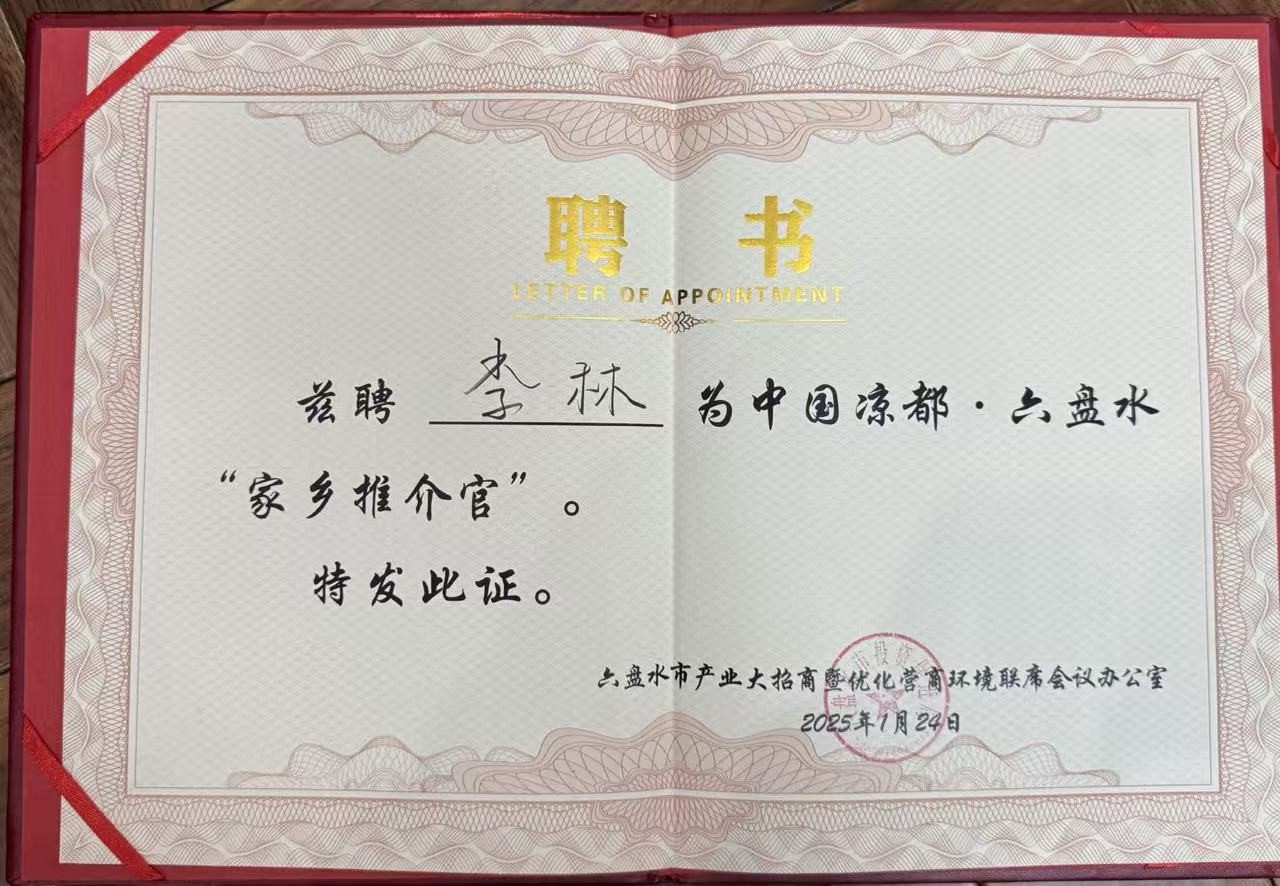 聘 书
LETTER OF APPOINTMENT
兹聘 李林 为中国凉都·六盘水
“家乡推介官”。
特发此证。
六盘水市产业大招商暨优化营商环境联席会议办公室
2025年1月24日
市投资